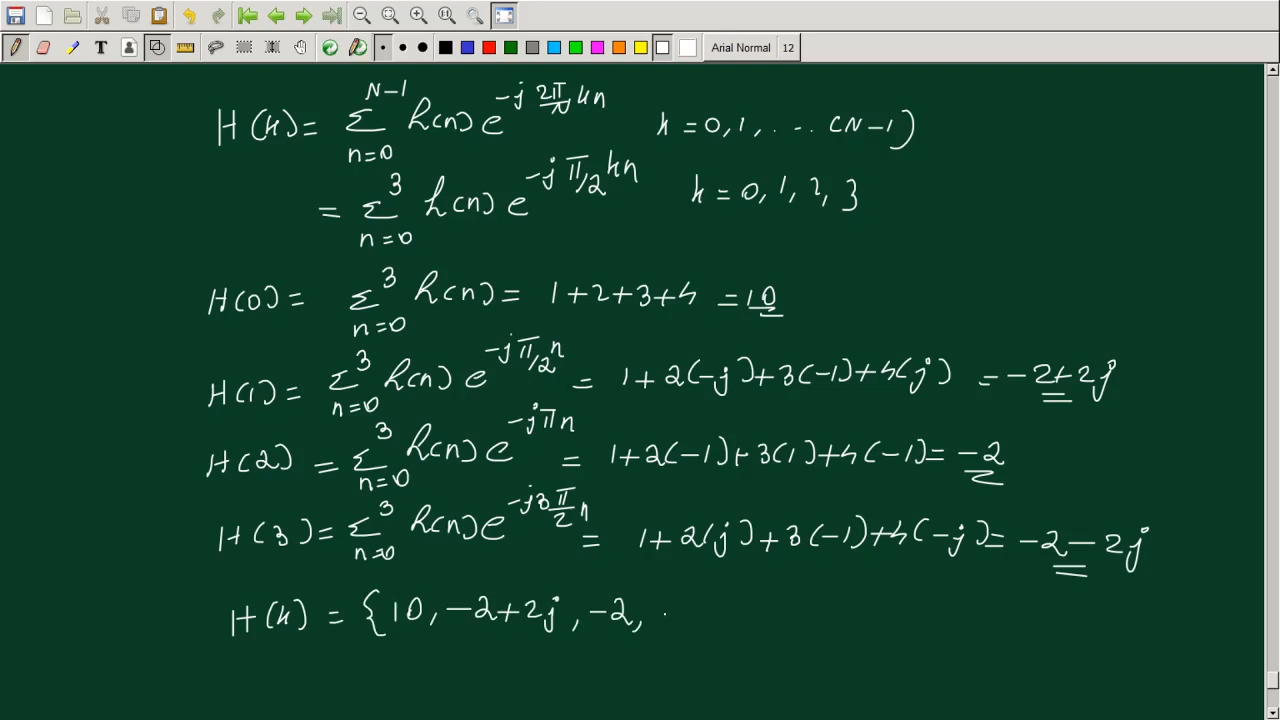 T Arial Normal 12
H(k) = Σ_{n=0}^{N-1} h(n) e^{-j 2π/N kn}   k = 0, 1, .... (N-1)
= Σ_{n=0}^{3} h(n) e^{-j π/2 kn}   k = 0, 1, 2, 3
H(0) = Σ_{n=0}^{3} h(n) = 1+2+3+4 = 10
H(1) = Σ_{n=0}^{3} h(n) e^{-jπ/2 n} = 1+2(-j)+3(-1)+4(j) = -2+2j
H(2) = Σ_{n=0}^{3} h(n) e^{-jπn} = 1+2(-1)+3(1)+4(-1) = -2
H(3) = Σ_{n=0}^{3} h(n) e^{-j3π/2 n} = 1+2(j)+3(-1)+4(-j) = -2-2j
H(k) = {10, -2+2j, -2,